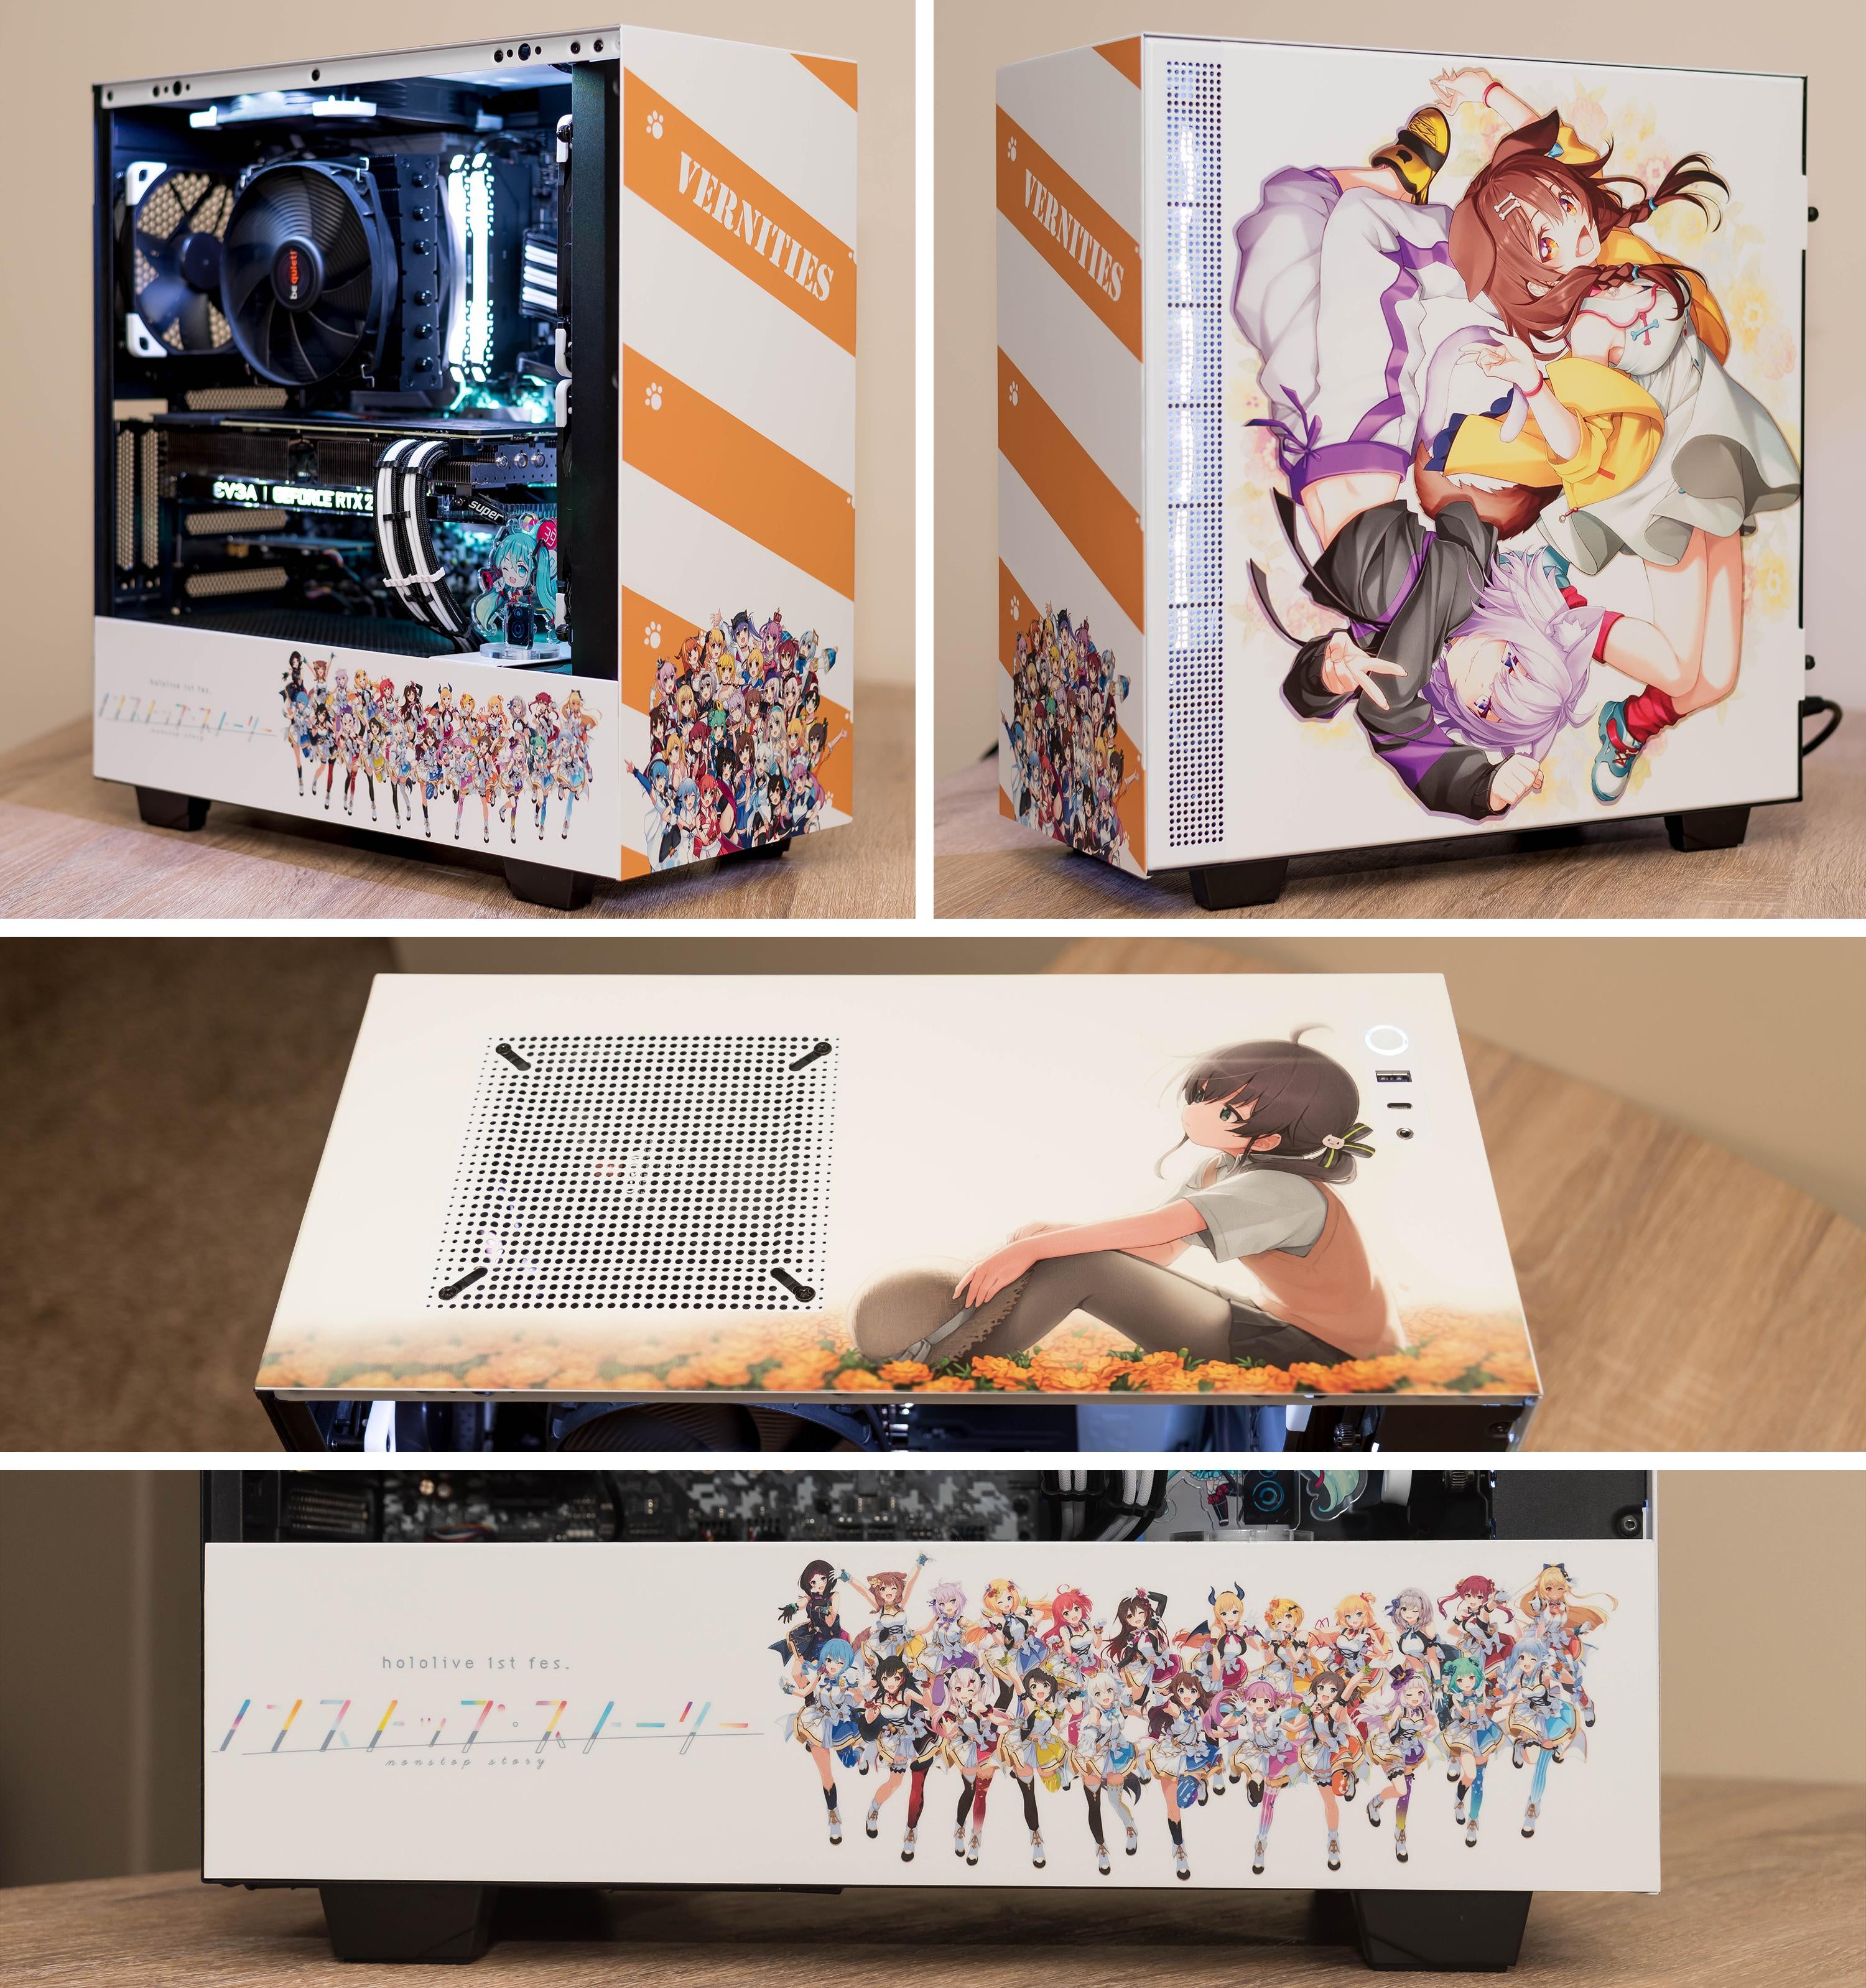 VERNITIES
be quiet!
EVGA | GEFORCE RTX 2
super
39
hololive 1st fes.
ノンストップ・ストーリー
nonstop story
VERNITIES
hololive 1st fes.
ノンストップ・ストーリー
nonstop story